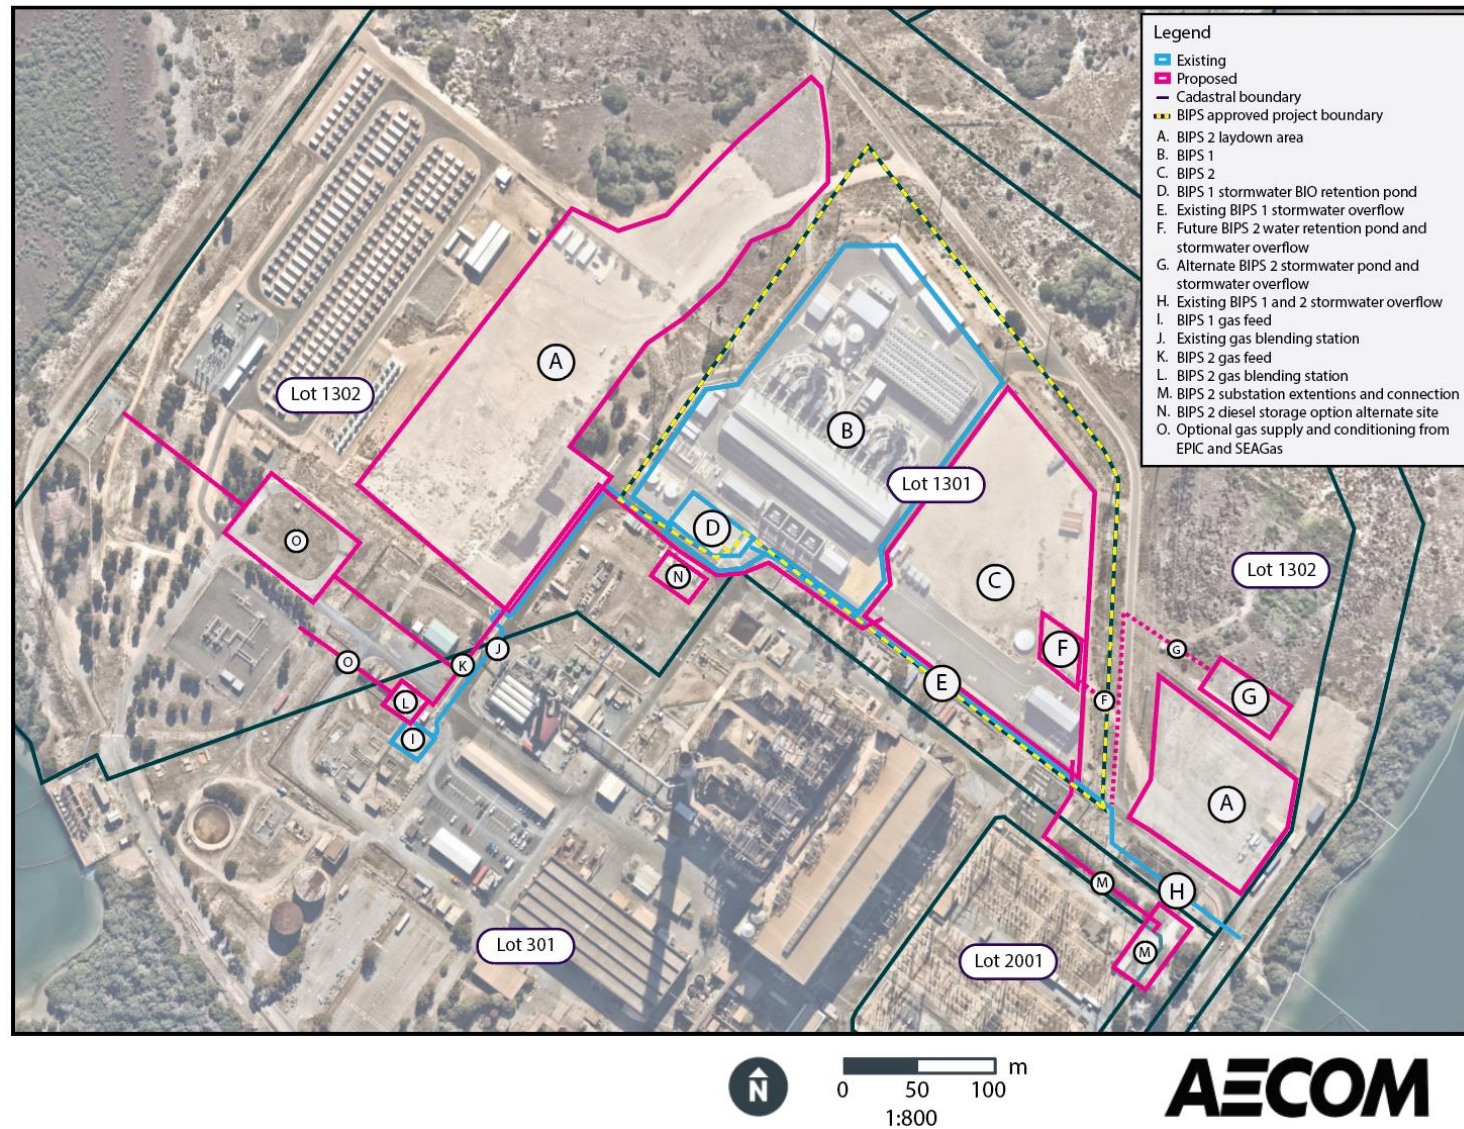 Legend
Existing
Proposed
Cadastral boundary
BIPS approved project boundary
A. BIPS 2 laydown area
B. BIPS 1
C. BIPS 2
D. BIPS 1 stormwater BIO retention pond
E. Existing BIPS 1 stormwater overflow
F. Future BIPS 2 water retention pond and
stormwater overflow
G. Alternate BIPS 2 stormwater pond and
stormwater overflow
H. Existing BIPS 1 and 2 stormwater overflow
I. BIPS 1 gas feed
J. Existing gas blending station
K. BIPS 2 gas feed
L. BIPS 2 gas blending station
M. BIPS 2 substation extentions and connection
N. BIPS 2 diesel storage option alternate site
O. Optional gas supply and conditioning from
EPIC and SEAGas
A
Lot 1302
B
Lot 1301
D
O
N
C
Lot 1302
J
F
G
O
K
E
G
L
F
I
A
M
H
Lot 301
M
Lot 2001
N
m
0 50 100
1:800
AECOM